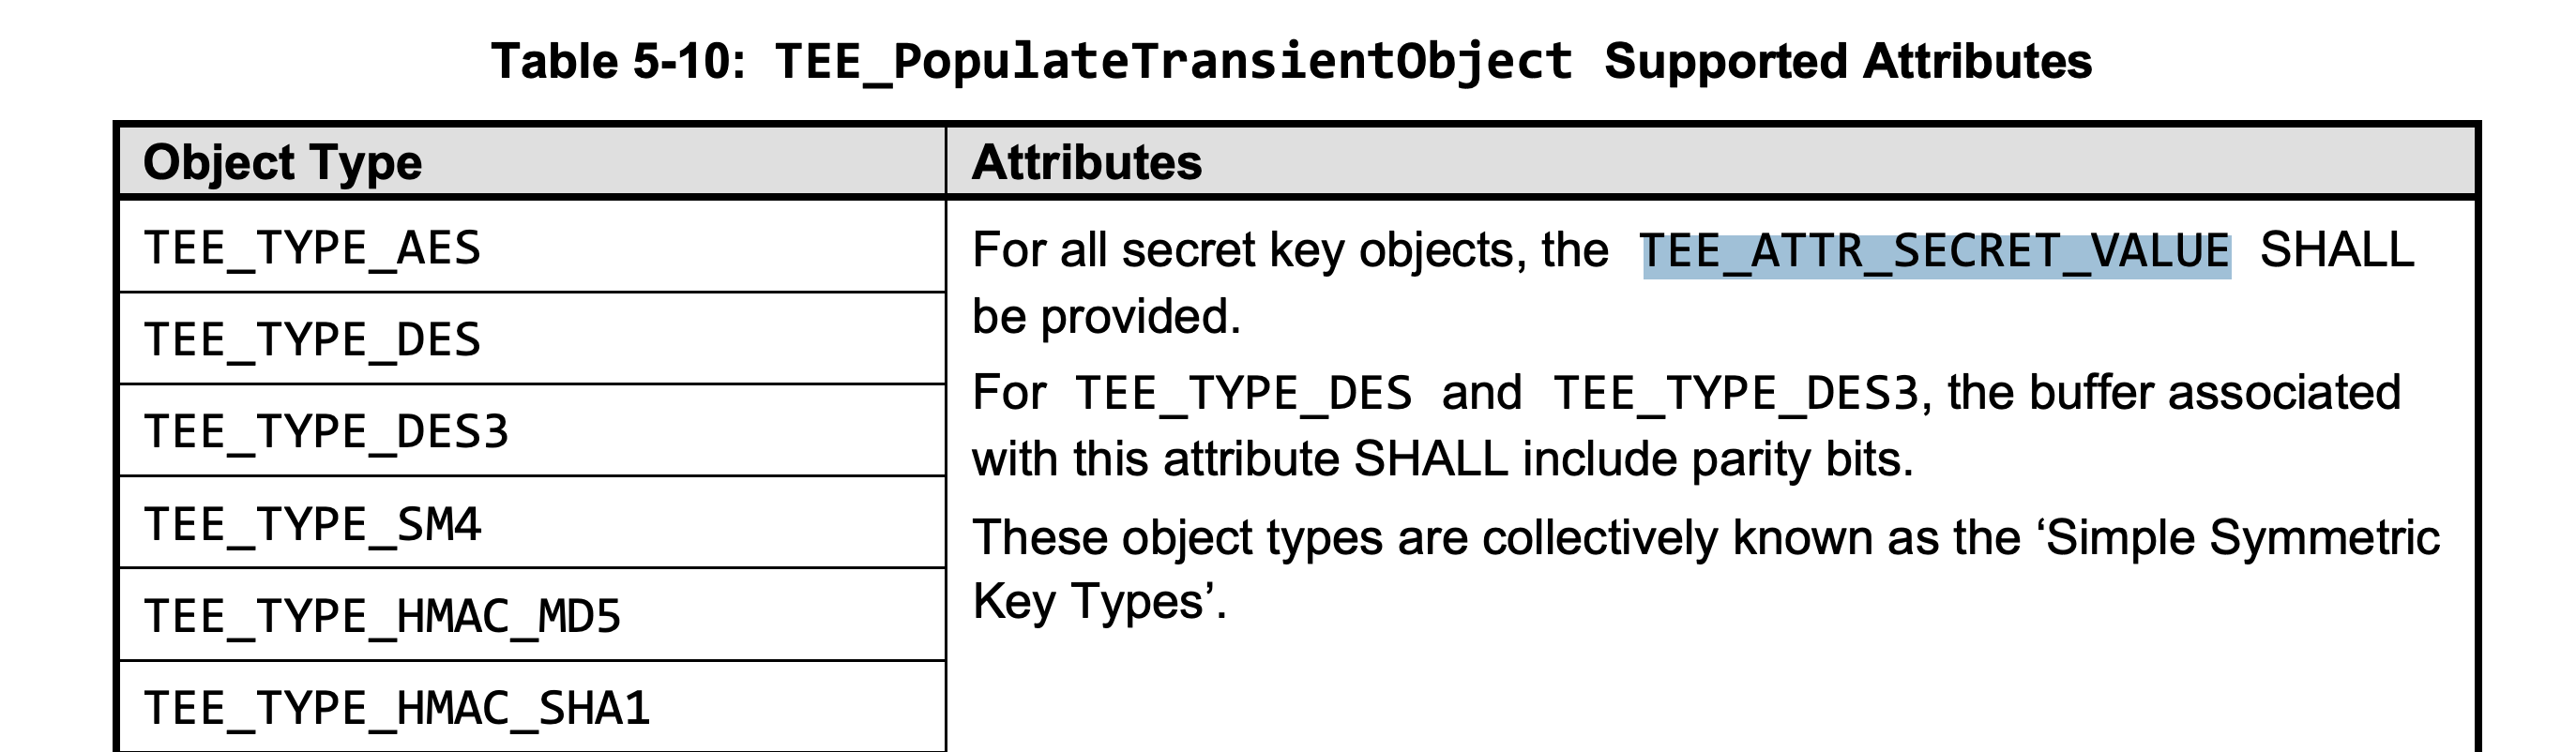 Table 5-10: TEE_PopulateTransientObject Supported Attributes
Object Type
Attributes
TEE_TYPE_AES
TEE_TYPE_DES
TEE_TYPE_DES3
TEE_TYPE_SM4
TEE_TYPE_HMAC_MD5
TEE_TYPE_HMAC_SHA1
For all secret key objects, the TEE_ATTR_SECRET_VALUE SHALL
be provided.
For TEE_TYPE_DES and TEE_TYPE_DES3, the buffer associated
with this attribute SHALL include parity bits.
These object types are collectively known as the ‘Simple Symmetric
Key Types’.